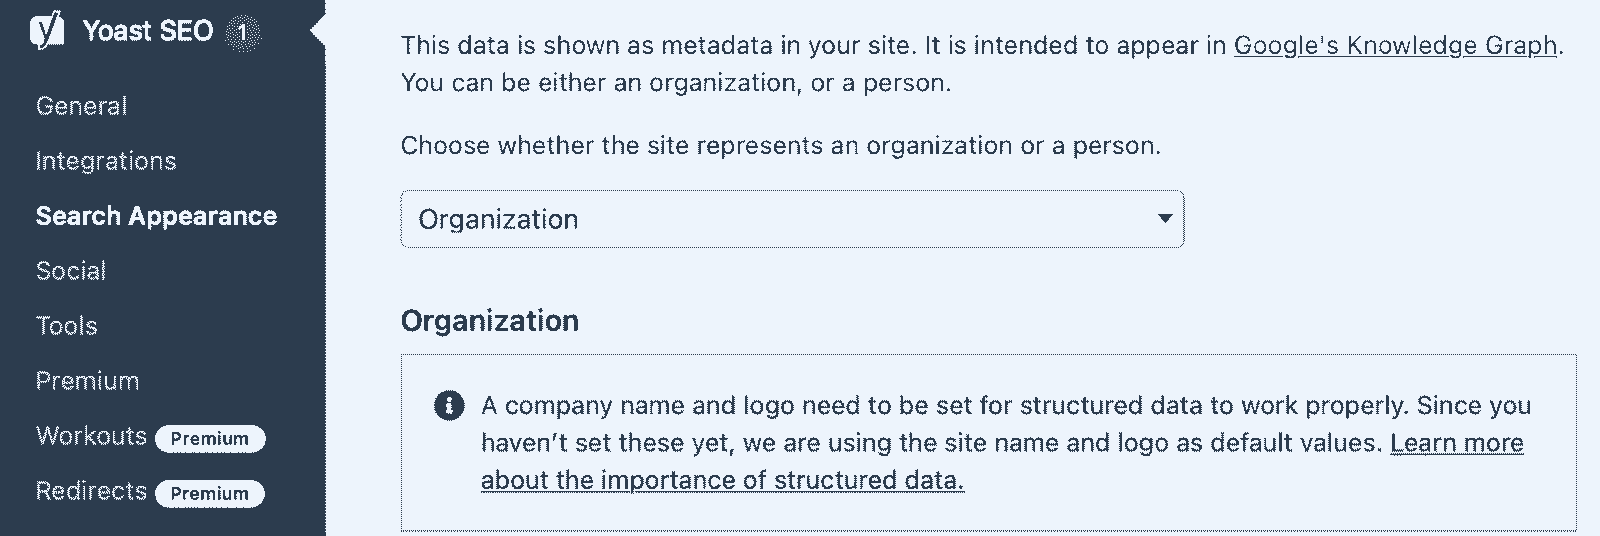 Yoast SEO 1
General
Integrations
Search Appearance
Social
Tools
Premium
Workouts Premium
Redirects Premium
This data is shown as metadata in your site. It is intended to appear in Google's Knowledge Graph.
You can be either an organization, or a person.
Choose whether the site represents an organization or a person.
Organization
Organization
A company name and logo need to be set for structured data to work properly. Since you
haven't set these yet, we are using the site name and logo as default values. Learn more
about the importance of structured data.